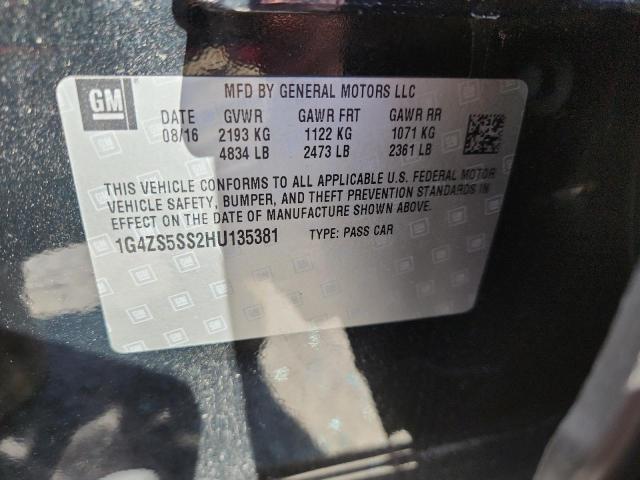 GM
MFD BY GENERAL MOTORS LLC
DATE GVWR GAWR FRT GAWR RR
08/16 2193 KG 1122 KG 1071 KG
4834 LB 2473 LB 2361 LB
THIS VEHICLE CONFORMS TO ALL APPLICABLE U.S. FEDERAL MOTOR
VEHICLE SAFETY, BUMPER, AND THEFT PREVENTION STANDARDS IN
EFFECT ON THE DATE OF MANUFACTURE SHOWN ABOVE.
1G4ZS5SS2HU135381 TYPE: PASS CAR